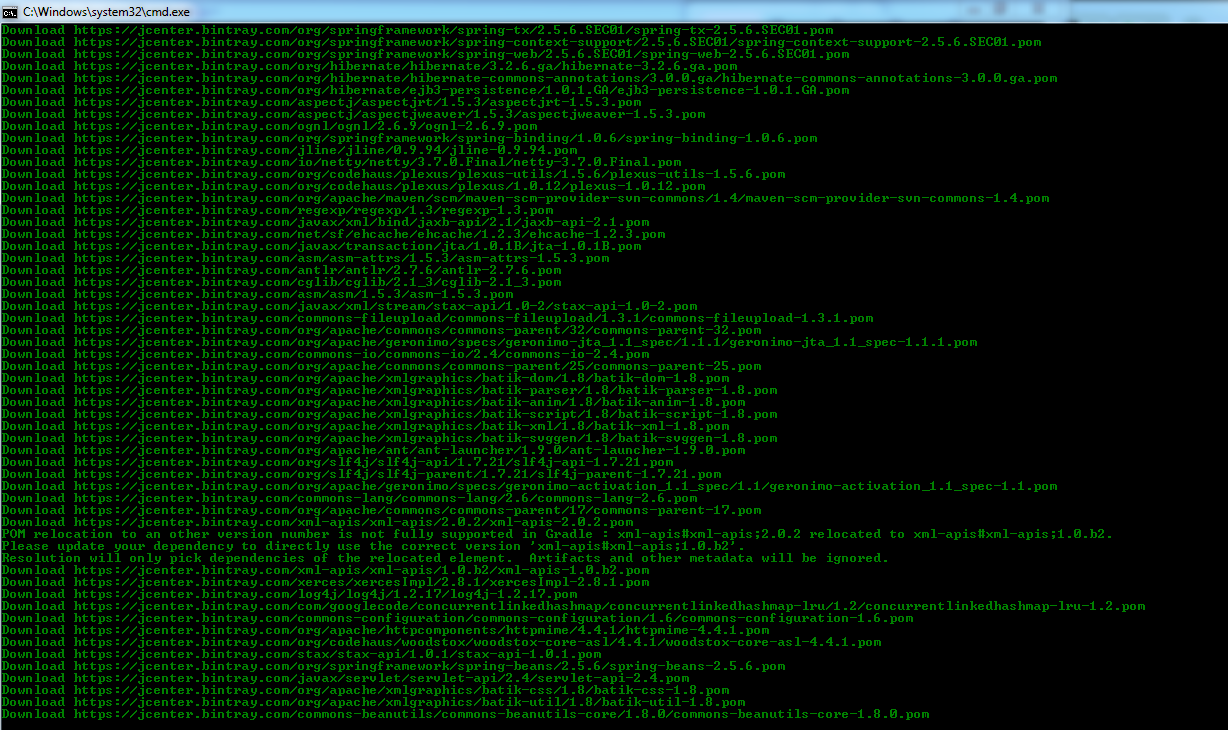 C:\Windows\system32\cmd.exe
Download https://jcenter.bintray.com/org/springframework/spring-tx/2.5.6.SEC01/spring-tx-2.5.6.SEC01.pom
Download https://jcenter.bintray.com/org/springframework/spring-context-support/2.5.6.SEC01/spring-context-support-2.5.6.SEC01.pom
Download https://jcenter.bintray.com/org/springframework/spring-web/2.5.6.SEC01/spring-web-2.5.6.SEC01.pom
Download https://jcenter.bintray.com/org/hibernate/hibernate/3.2.6.ga/hibernate-3.2.6.ga.pom
Download https://jcenter.bintray.com/org/hibernate/hibernate-commons-annotations/3.0.0.ga/hibernate-commons-annotations-3.0.0.ga.pom
Download https://jcenter.bintray.com/org/hibernate/ejb3-persistence/1.0.1.GA/ejb3-persistence-1.0.1.GA.pom
Download https://jcenter.bintray.com/aspectj/aspectjrt/1.5.3/aspectjrt-1.5.3.pom
Download https://jcenter.bintray.com/aspectj/aspectjweaver/1.5.3/aspectjweaver-1.5.3.pom
Download https://jcenter.bintray.com/ognl/ognl/2.6.9/ognl-2.6.9.pom
Download https://jcenter.bintray.com/org/springframework/spring-binding/1.0.6/spring-binding-1.0.6.pom
Download https://jcenter.bintray.com/jline/jline/0.9.94/jline-0.9.94.pom
Download https://jcenter.bintray.com/io/netty/netty/3.7.0.Final/netty-3.7.0.Final.pom
Download https://jcenter.bintray.com/org/codehaus/plexus/plexus-utils/1.5.6/plexus-utils-1.5.6.pom
Download https://jcenter.bintray.com/org/codehaus/plexus/plexus/1.0.12/plexus-1.0.12.pom
Download https://jcenter.bintray.com/org/apache/maven/scm/maven-scm-provider-svn-commons/1.4/maven-scm-provider-svn-commons-1.4.pom
Download https://jcenter.bintray.com/regexp/regexp/1.3/regexp-1.3.pom
Download https://jcenter.bintray.com/javax/xml/bind/jaxb-api/2.1/jaxb-api-2.1.pom
Download https://jcenter.bintray.com/net/sf/ehcache/ehcache/1.2.3/ehcache-1.2.3.pom
Download https://jcenter.bintray.com/javax/transaction/jta/1.0.1B/jta-1.0.1B.pom
Download https://jcenter.bintray.com/asm/asm-attrs/1.5.3/asm-attrs-1.5.3.pom
Download https://jcenter.bintray.com/antlr/antlr/2.7.6/antlr-2.7.6.pom
Download https://jcenter.bintray.com/cglib/cglib/2.1_3/cglib-2.1_3.pom
Download https://jcenter.bintray.com/asm/asm/1.5.3/asm-1.5.3.pom
Download https://jcenter.bintray.com/javax/xml/stream/stax-api/1.0-2/stax-api-1.0-2.pom
Download https://jcenter.bintray.com/commons-fileupload/commons-fileupload/1.3.1/commons-fileupload-1.3.1.pom
Download https://jcenter.bintray.com/org/apache/commons/commons-parent/32/commons-parent-32.pom
Download https://jcenter.bintray.com/org/apache/geronimo/specs/geronimo-jta_1.1_spec/1.1.1/geronimo-jta_1.1_spec-1.1.1.pom
Download https://jcenter.bintray.com/commons-io/commons-io/2.4/commons-io-2.4.pom
Download https://jcenter.bintray.com/org/apache/commons/commons-parent/25/commons-parent-25.pom
Download https://jcenter.bintray.com/org/apache/xmlgraphics/batik-dom/1.8/batik-dom-1.8.pom
Download https://jcenter.bintray.com/org/apache/xmlgraphics/batik-parser/1.8/batik-parser-1.8.pom
Download https://jcenter.bintray.com/org/apache/xmlgraphics/batik-anim/1.8/batik-anim-1.8.pom
Download https://jcenter.bintray.com/org/apache/xmlgraphics/batik-script/1.8/batik-script-1.8.pom
Download https://jcenter.bintray.com/org/apache/xmlgraphics/batik-xml/1.8/batik-xml-1.8.pom
Download https://jcenter.bintray.com/org/apache/xmlgraphics/batik-svggen/1.8/batik-svggen-1.8.pom
Download https://jcenter.bintray.com/org/apache/ant/ant-launcher/1.9.0/ant-launcher-1.9.0.pom
Download https://jcenter.bintray.com/org/slf4j/slf4j-api/1.7.21/slf4j-api-1.7.21.pom
Download https://jcenter.bintray.com/org/slf4j/slf4j-parent/1.7.21/slf4j-parent-1.7.21.pom
Download https://jcenter.bintray.com/org/apache/geronimo/specs/geronimo-activation_1.1_spec/1.1/geronimo-activation_1.1_spec-1.1.pom
Download https://jcenter.bintray.com/commons-lang/commons-lang/2.6/commons-lang-2.6.pom
Download https://jcenter.bintray.com/org/apache/commons/commons-parent/17/commons-parent-17.pom
Download https://jcenter.bintray.com/xml-apis/xml-apis/2.0.2/xml-apis-2.0.2.pom
POM relocation to an other version number is not fully supported in Gradle : xml-apis#xml-apis;2.0.2 relocated to xml-apis#xml-apis;1.0.b2.
Please update your dependency to directly use the correct version 'xml-apis#xml-apis;1.0.b2'.
Resolution will only pick dependencies of the relocated element.  Artifacts and other metadata will be ignored.
Download https://jcenter.bintray.com/xml-apis/xml-apis/1.0.b2/xml-apis-1.0.b2.pom
Download https://jcenter.bintray.com/xerces/xercesImpl/2.8.1/xercesImpl-2.8.1.pom
Download https://jcenter.bintray.com/log4j/log4j/1.2.17/log4j-1.2.17.pom
Download https://jcenter.bintray.com/com/googlecode/concurrentlinkedhashmap/concurrentlinkedhashmap-lru/1.2/concurrentlinkedhashmap-lru-1.2.pom
Download https://jcenter.bintray.com/commons-configuration/commons-configuration/1.6/commons-configuration-1.6.pom
Download https://jcenter.bintray.com/org/apache/httpcomponents/httpmime/4.4.1/httpmime-4.4.1.pom
Download https://jcenter.bintray.com/org/codehaus/woodstox/woodstox-core-asl/4.4.1/woodstox-core-asl-4.4.1.pom
Download https://jcenter.bintray.com/stax/stax-api/1.0.1/stax-api-1.0.1.pom
Download https://jcenter.bintray.com/org/springframework/spring-beans/2.5.6/spring-beans-2.5.6.pom
Download https://jcenter.bintray.com/javax/servlet/servlet-api/2.4/servlet-api-2.4.pom
Download https://jcenter.bintray.com/org/apache/xmlgraphics/batik-css/1.8/batik-css-1.8.pom
Download https://jcenter.bintray.com/org/apache/xmlgraphics/batik-util/1.8/batik-util-1.8.pom
Download https://jcenter.bintray.com/commons-beanutils/commons-beanutils-core/1.8.0/commons-beanutils-core-1.8.0.pom